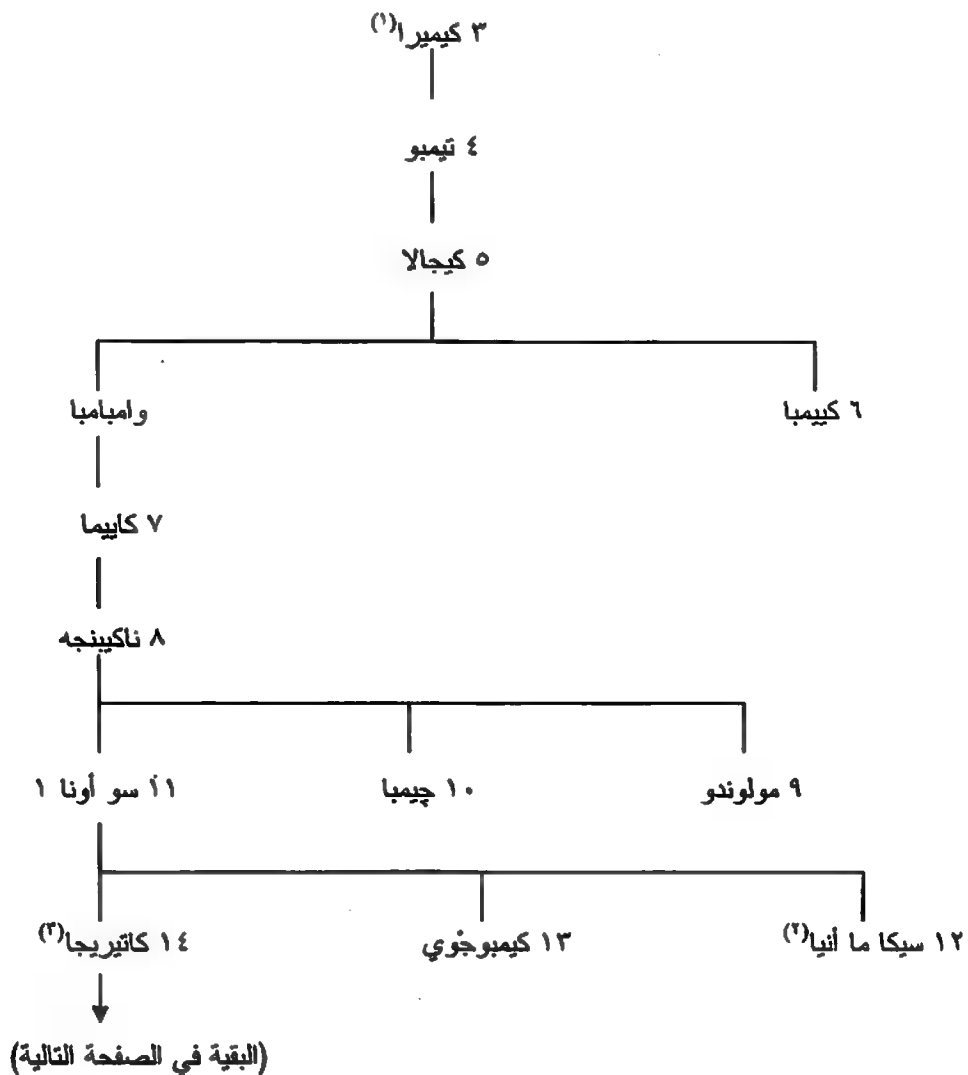 ٣ كيميرا(١)
٤ تيمبو
٥ كيجالا
٦ كييمبا
وامبامبا
٧ كاييما
٨ ناكيبنجه
٩ مولوندو
١٠ چيمبا
١١ سو أونا ١
١٢ سيكا ما أنيا(٢)
١٣ كيمبوجْوي
١٤ كاتيريجا(٣)
(البقية في الصفحة التالية)